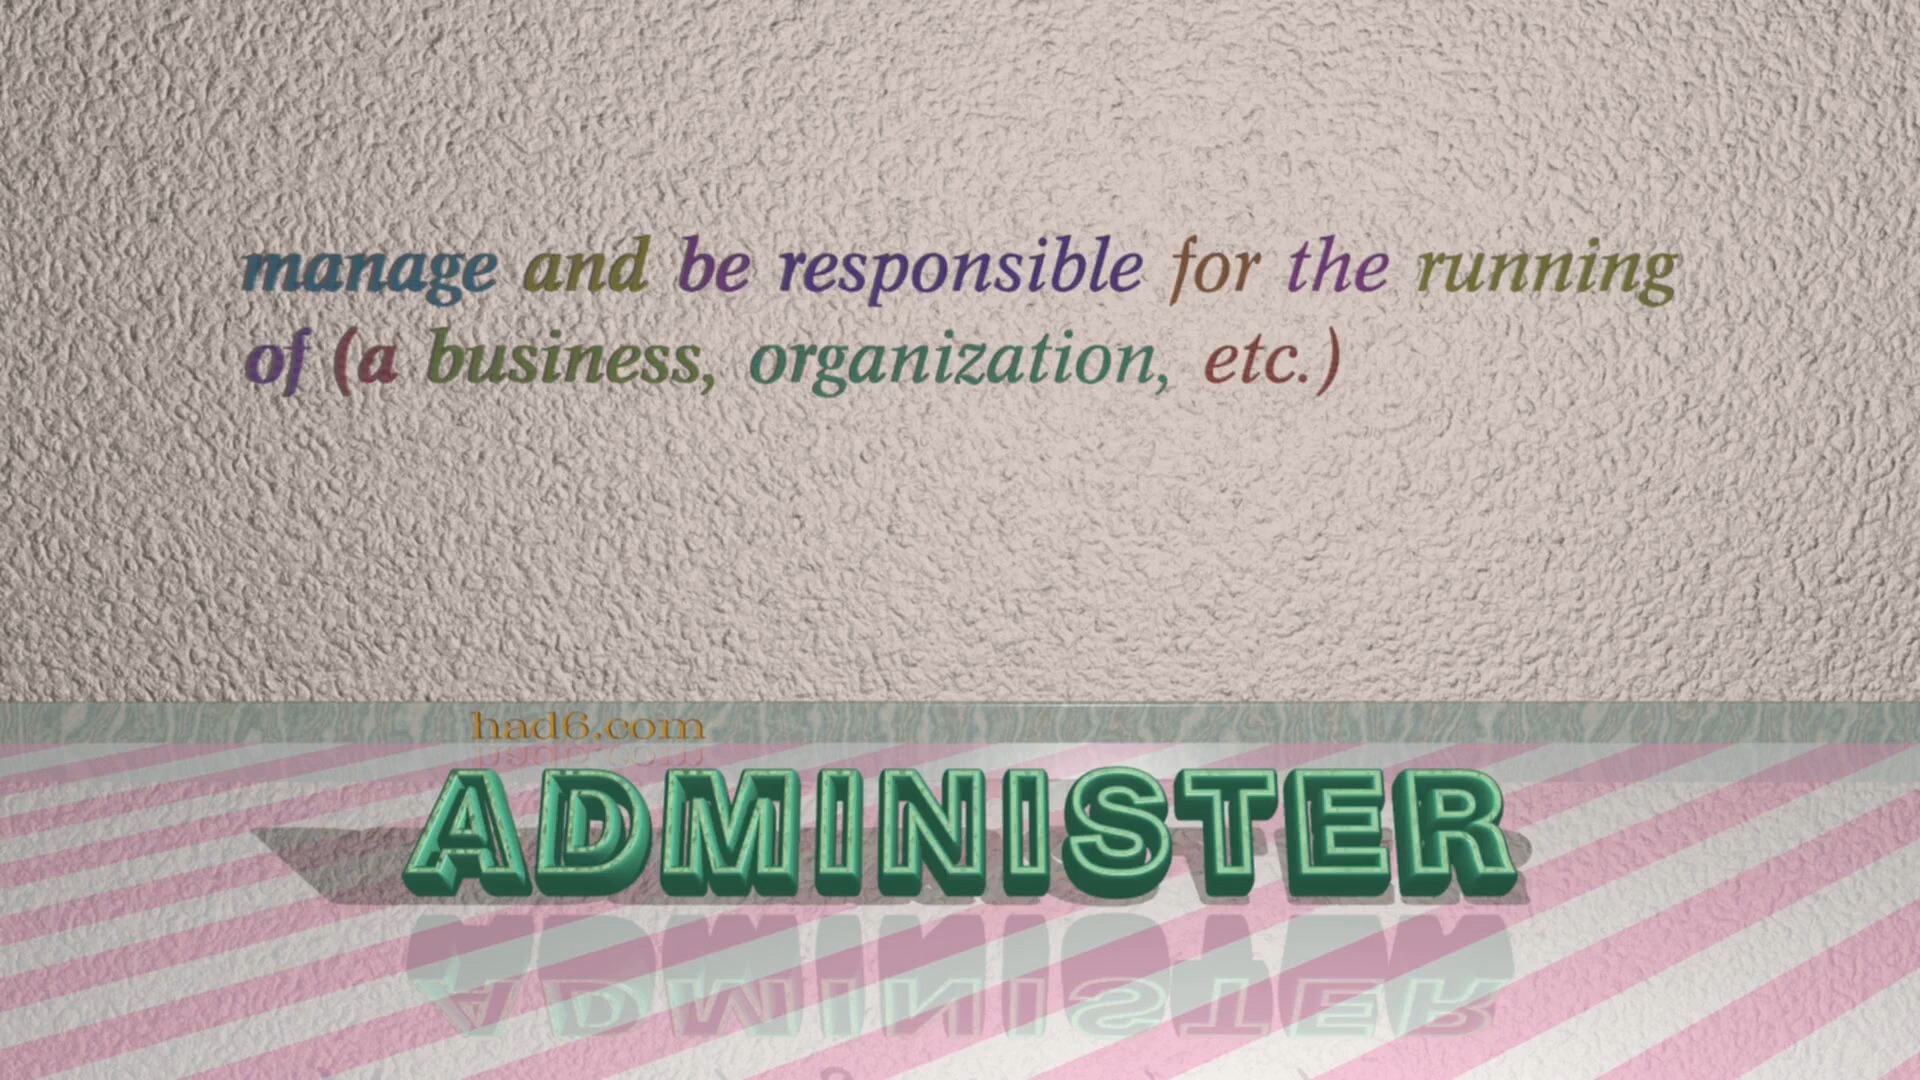 manage and be responsible for the running
of (a business, organization, etc.)
had6.com
ADMINISTER